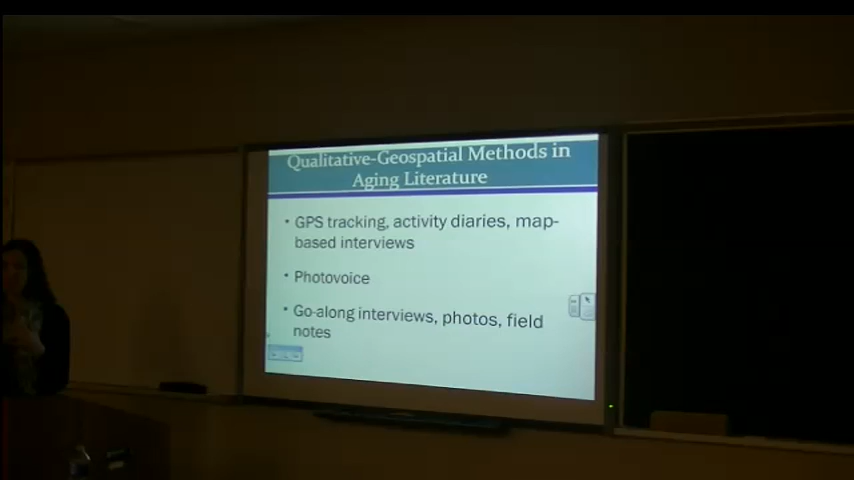 Qualitative-Geospatial Methods in
Aging Literature
• GPS tracking, activity diaries, map-
based interviews
• Photovoice
• Go-along interviews, photos, field
notes